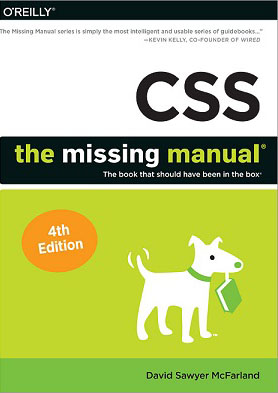 O'REILLY®
The Missing Manual series is simply the most intelligent and usable series of guidebooks..."
—KEVIN KELLY, CO-FOUNDER OF WIRED
CSS
the missing manual®
The book that should have been in the box®
4th
Edition
David Sawyer McFarland